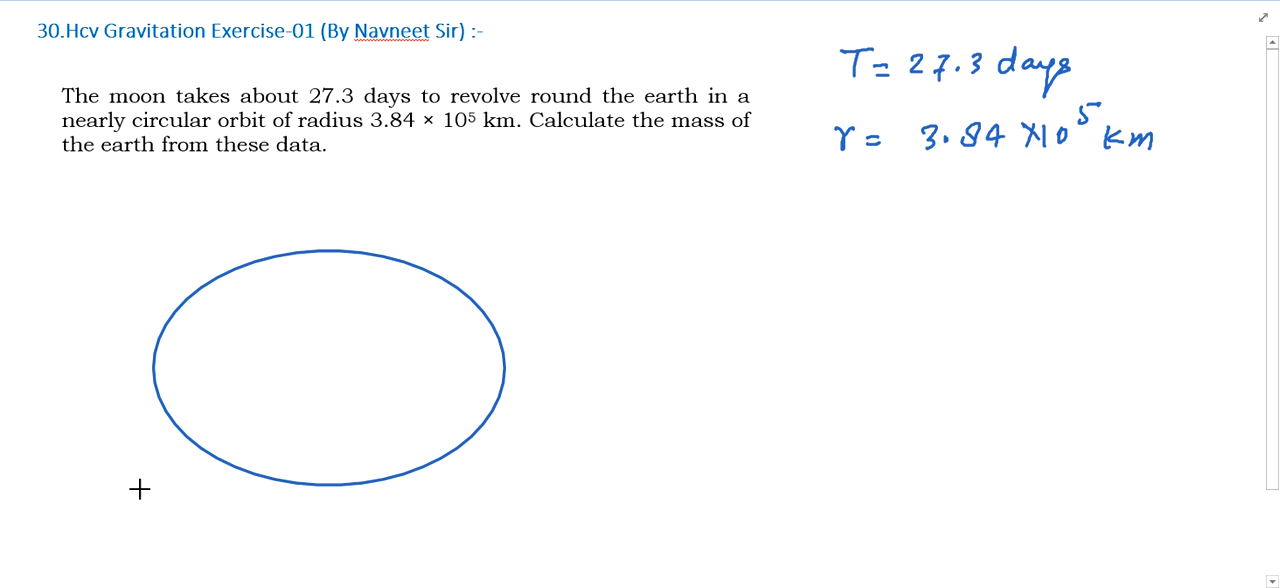 30.Hcv Gravitation Exercise-01 (By Navneet Sir) :-
The moon takes about 27.3 days to revolve round the earth in a
nearly circular orbit of radius 3.84 × 10⁵ km. Calculate the mass of
the earth from these data.
T = 27.3 days
r = 3.84 × 10⁵ km